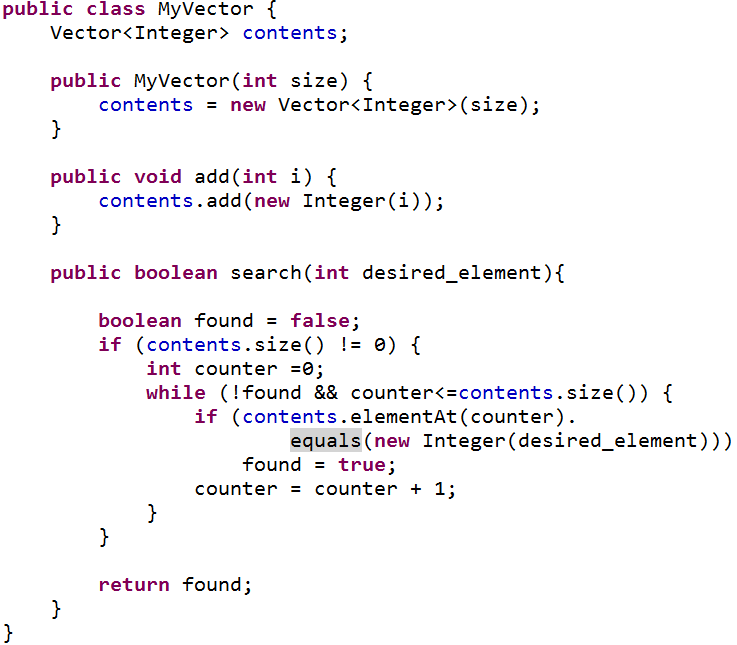 public class MyVector {
    Vector<Integer> contents;

    public MyVector(int size) {
        contents = new Vector<Integer>(size);
    }

    public void add(int i) {
        contents.add(new Integer(i));
    }

    public boolean search(int desired_element){

        boolean found = false;
        if (contents.size() != 0) {
            int counter =0;
            while (!found && counter<=contents.size()) {
                if (contents.elementAt(counter).
                        equals(new Integer(desired_element)))
                    found = true;
                counter = counter + 1;
            }
        }

        return found;
    }
}